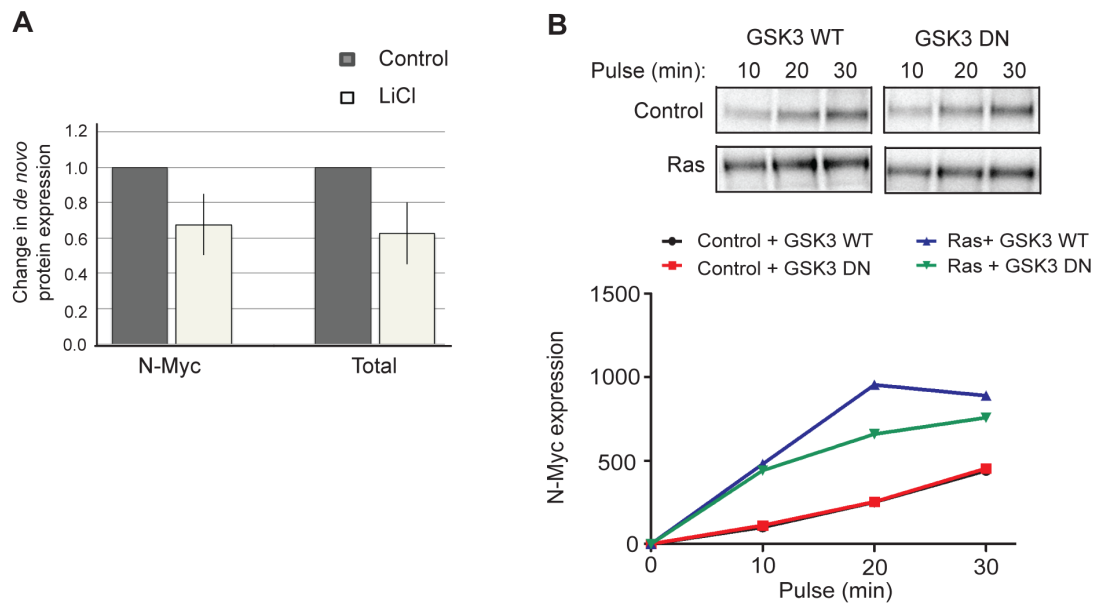 A
Control
LiCl
Change in de novo
protein expression
1.2
1.0
0.8
0.6
0.4
0.2
0.0
N-Myc
Total
B
GSK3 WT
GSK3 DN
Pulse (min): 10 20 30 10 20 30
Control
Ras
Control + GSK3 WT
Control + GSK3 DN
Ras+ GSK3 WT
Ras + GSK3 DN
N-Myc expression
1500
1000
500
0
0 10 20 30
Pulse (min)